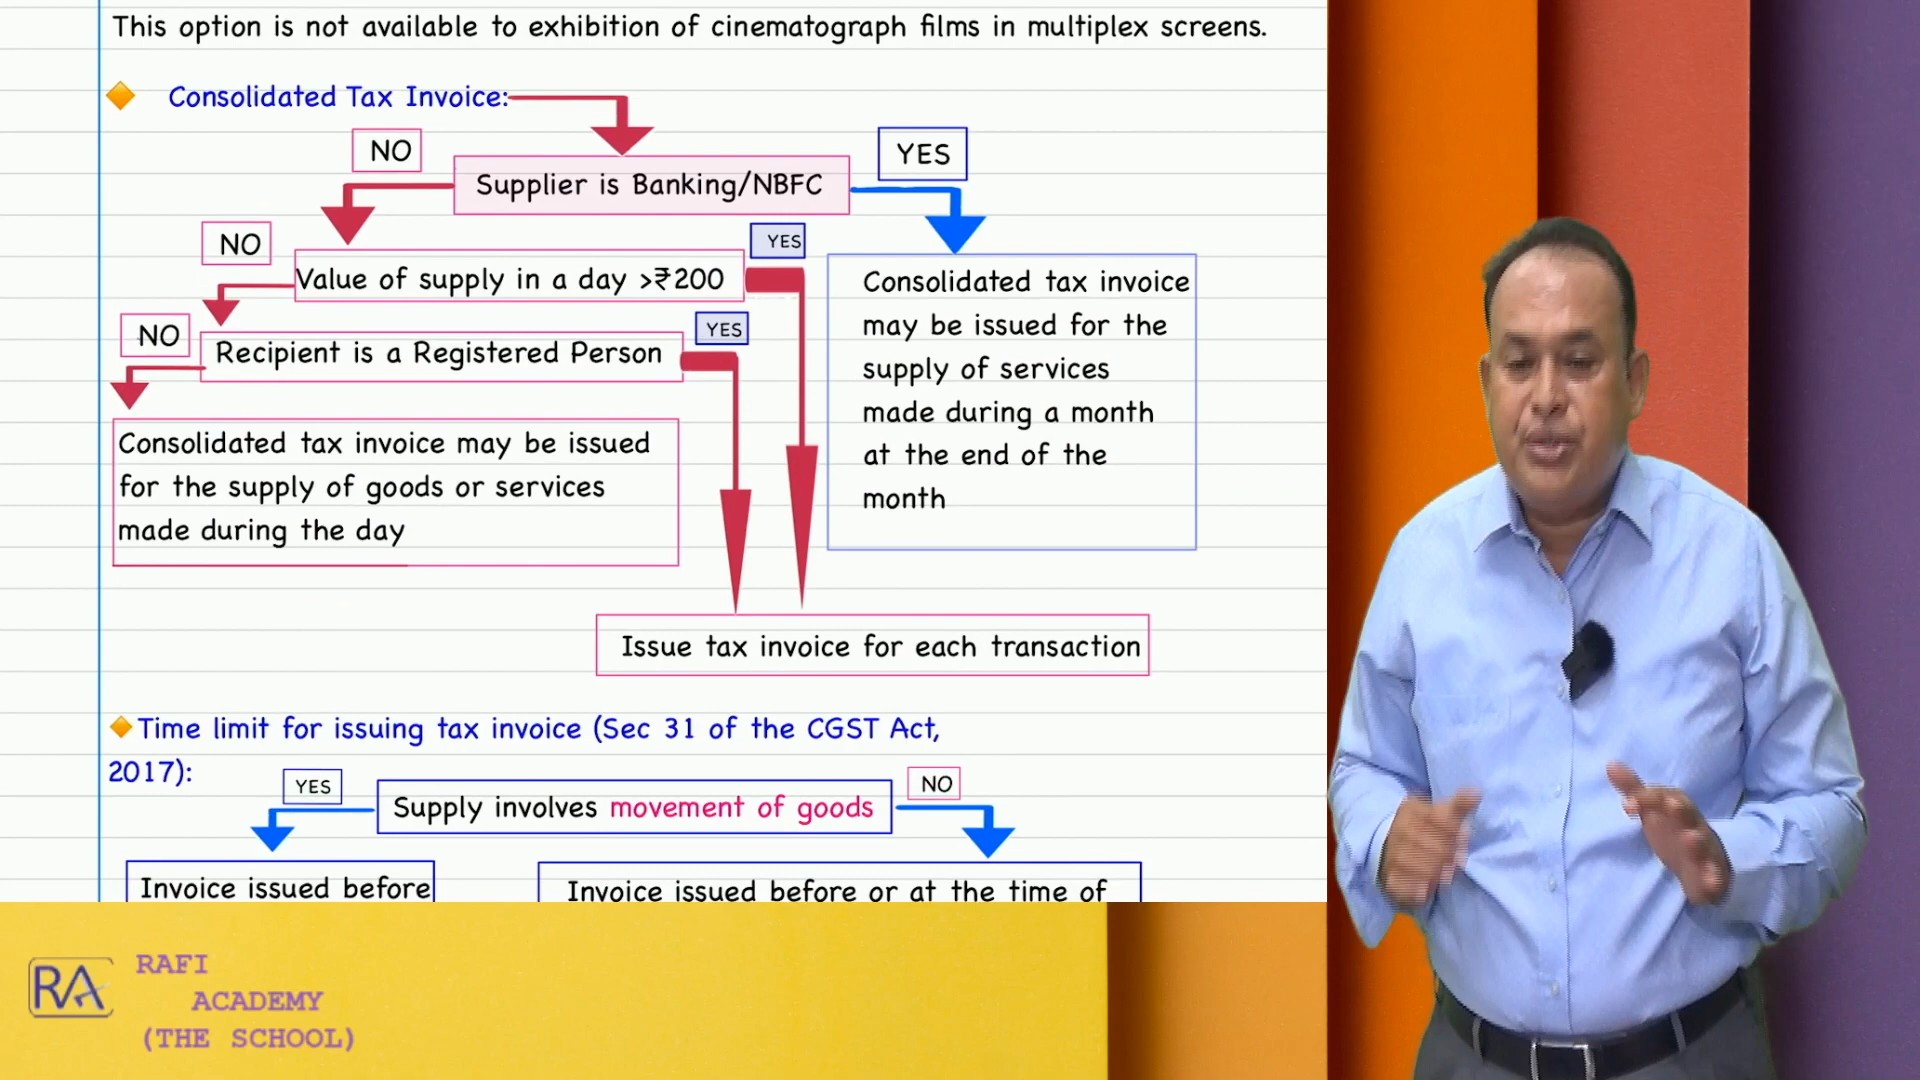 This option is not available to exhibition of cinematograph films in multiplex screens.
Consolidated Tax Invoice:
NO
YES
Supplier is Banking/NBFC
NO
YES
Value of supply in a day >₹200
NO
YES
Recipient is a Registered Person
Consolidated tax invoice may be issued
for the supply of goods or services
made during the day
Consolidated tax invoice
may be issued for the
supply of services
made during a month
at the end of the
month
Issue tax invoice for each transaction
Time limit for issuing tax invoice (Sec 31 of the CGST Act,
2017):
YES
NO
Supply involves movement of goods
Invoice issued before
Invoice issued before or at the time of
RA
RAFI
ACADEMY
(THE SCHOOL)